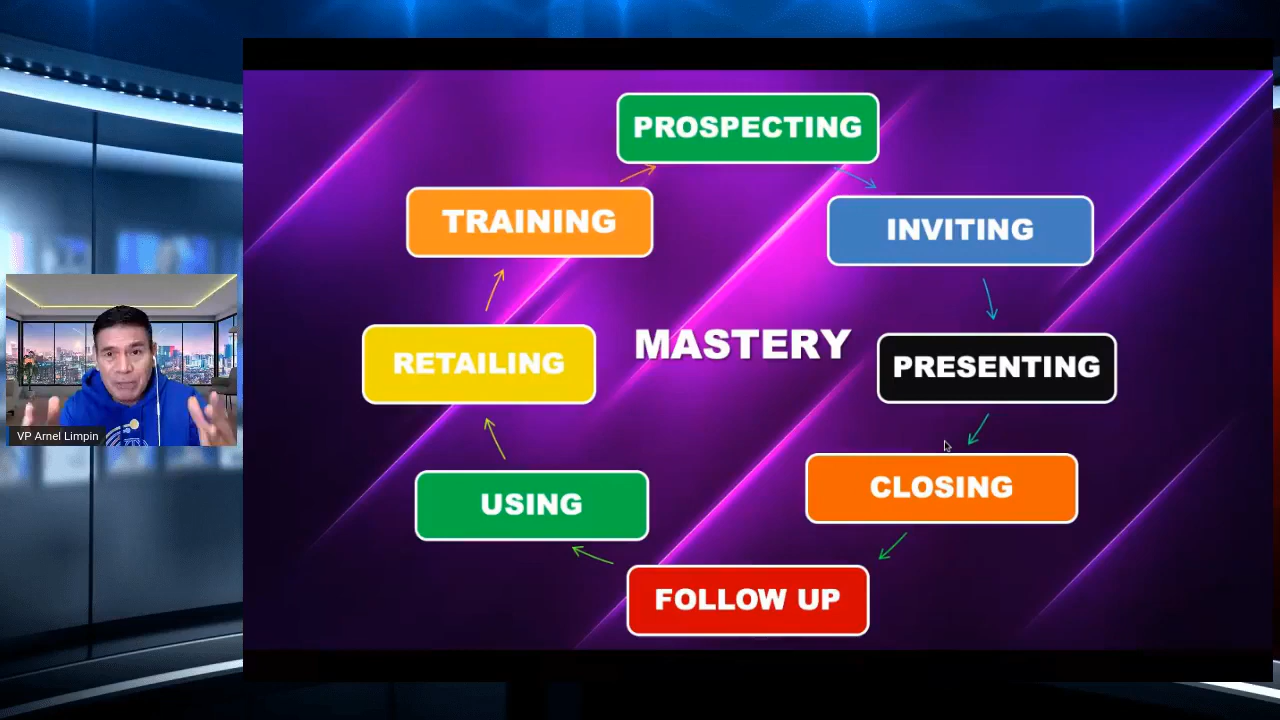 PROSPECTING
INVITING
PRESENTING
CLOSING
FOLLOW UP
USING
RETAILING
TRAINING
MASTERY
VP Arnel Limpin